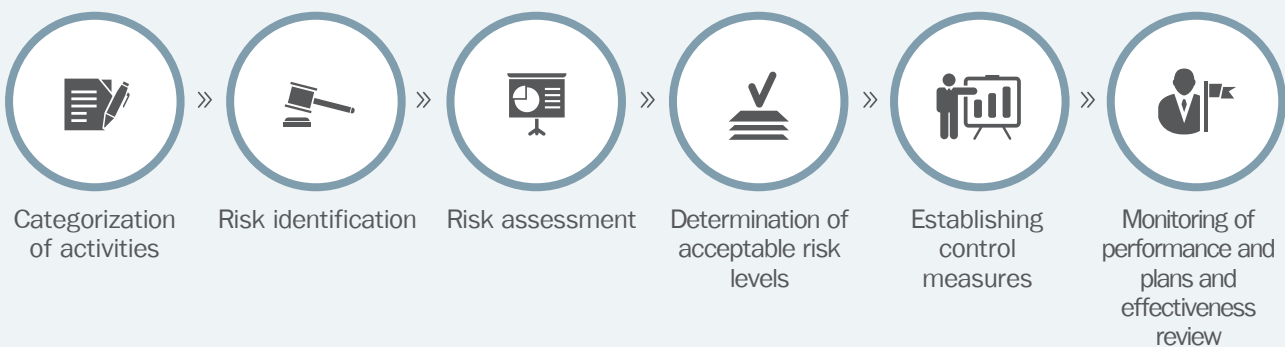 Categorization
of activities
Risk identification
Risk assessment
Determination of
acceptable risk
levels
Establishing
control
measures
Monitoring of
performance and
plans and
effectiveness
review